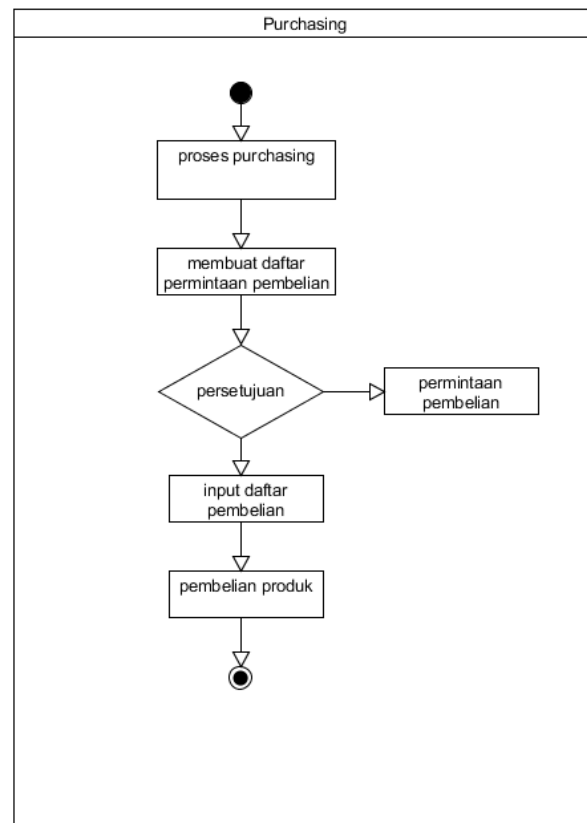 Purchasing
proses purchasing
membuat daftar
permintaan pembelian
persetujuan
permintaan
pembelian
input daftar
pembelian
pembelian produk